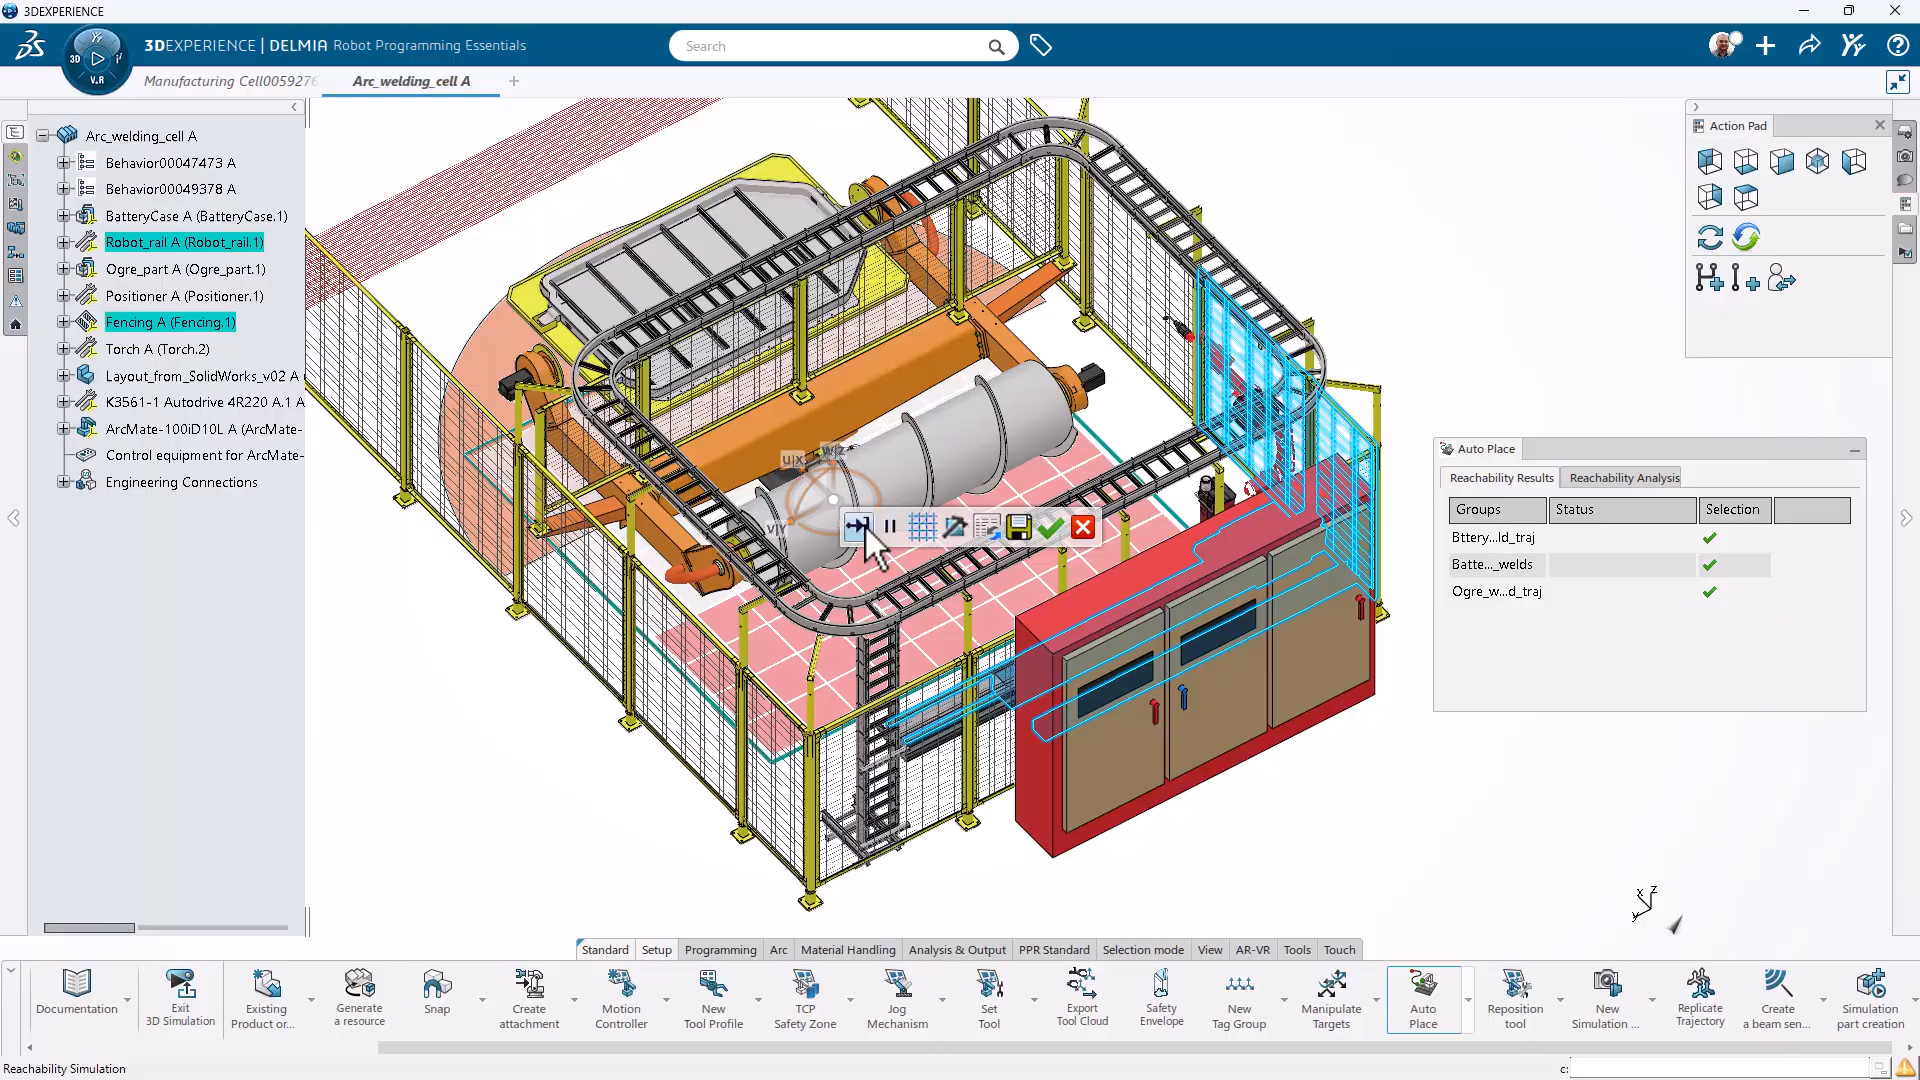 3DEXPERIENCE
3DEXPERIENCE | DELMIA Robot Programming Essentials
Search
3D
V.R
Manufacturing Cell0059276
Arc_welding_cell A
Arc_welding_cell A
Behavior00047473 A
Behavior00049378 A
BatteryCase A (BatteryCase.1)
Robot_rail A (Robot_rail.1)
Ogre_part A (Ogre_part.1)
Positioner A (Positioner.1)
Fencing A (Fencing.1)
Torch A (Torch.2)
Layout_from_SolidWorks_v02 A
K3561-1 Autodrive 4R220 A.1 A
ArcMate-100iD10L A (ArcMate-
Control equipment for ArcMate-
Engineering Connections
Action Pad
W|Z
U|X
V|Y
Auto Place
Reachability Results
Reachability Analysis
Groups
Status
Selection
Bttery...ld_traj
Batte..._welds
Ogre_w...d_traj
x z
y
Standard
Setup
Programming
Arc
Material Handling
Analysis & Output
PPR Standard
Selection mode
View
AR-VR
Tools
Touch
Documentation
Exit
3D Simulation
Existing
Product or...
Generate
a resource
Snap
Create
attachment
Motion
Controller
New
Tool Profile
TCP
Safety Zone
Jog
Mechanism
Set
Tool
Export
Tool Cloud
Safety
Envelope
New
Tag Group
Manipulate
Targets
Auto
Place
Reposition
tool
New
Simulation ...
Replicate
Trajectory
Create
a beam sen...
Simulation
part creation
Reachability Simulation
c: